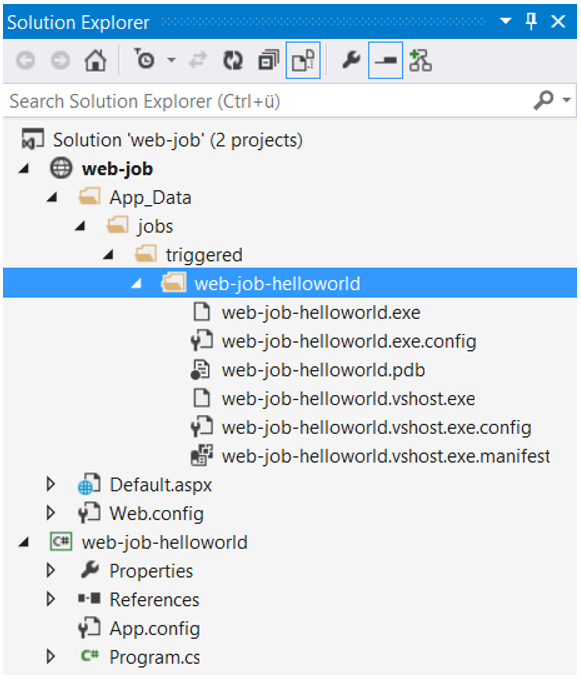 Solution Explorer
Search Solution Explorer (Ctrl+ü)
Solution 'web-job' (2 projects)
web-job
App_Data
jobs
triggered
web-job-helloworld
web-job-helloworld.exe
web-job-helloworld.exe.config
web-job-helloworld.pdb
web-job-helloworld.vshost.exe
web-job-helloworld.vshost.exe.config
web-job-helloworld.vshost.exe.manifest
Default.aspx
Web.config
C# web-job-helloworld
Properties
References
App.config
C# Program.cs